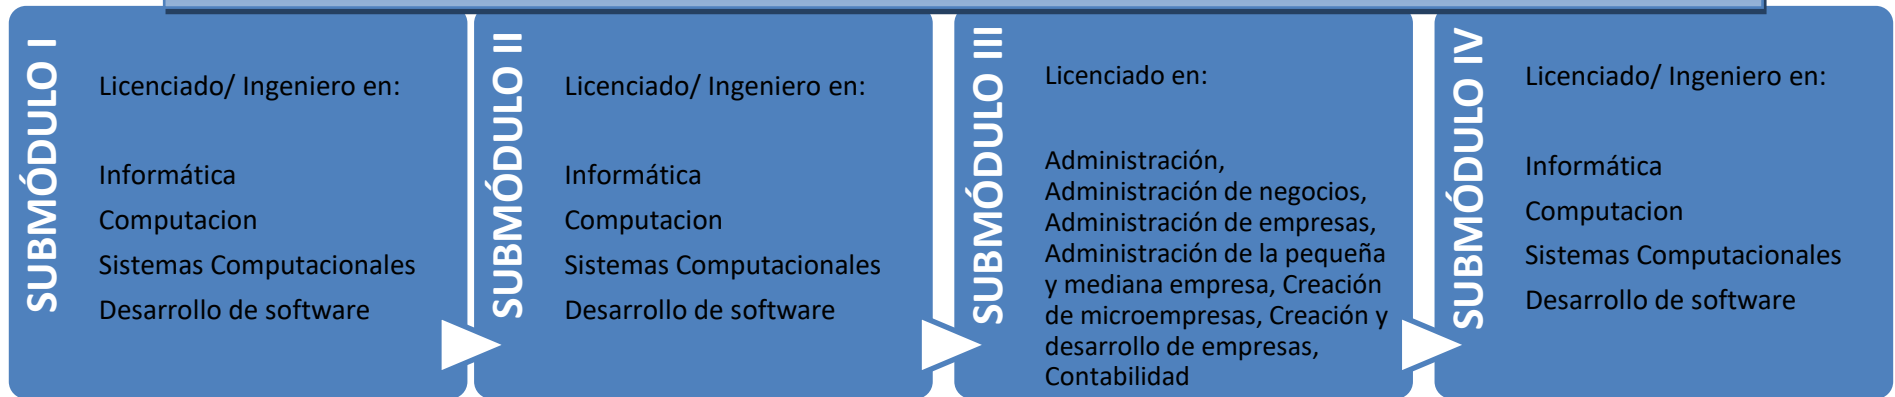 SUBMÓDULO I
Licenciado/ Ingeniero en:
Informática
Computacion
Sistemas Computacionales
Desarrollo de software
SUBMÓDULO II
Licenciado/ Ingeniero en:
Informática
Computacion
Sistemas Computacionales
Desarrollo de software
SUBMÓDULO III
Licenciado en:
Administración,
Administración de negocios,
Administración de empresas,
Administración de la pequeña
y mediana empresa, Creación
de microempresas, Creación y
desarrollo de empresas,
Contabilidad
SUBMÓDULO IV
Licenciado/ Ingeniero en:
Informática
Computacion
Sistemas Computacionales
Desarrollo de software